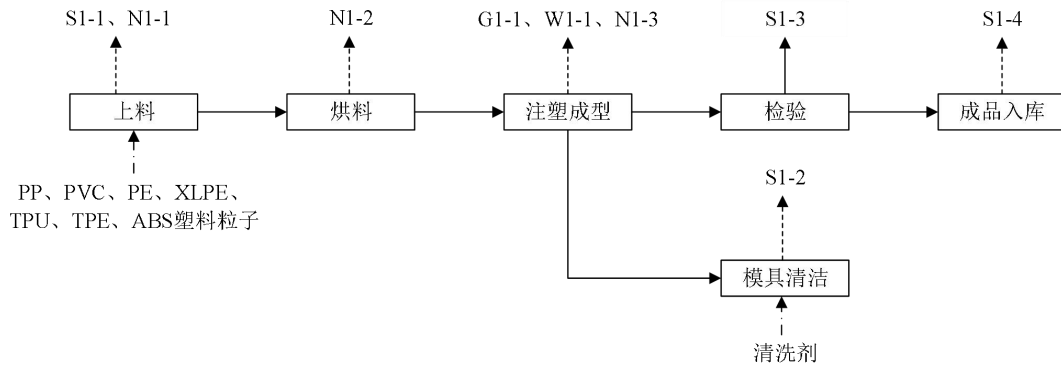 S1-1、N1-1
N1-2
G1-1、W1-1、N1-3
S1-3
S1-4
上料
烘料
注塑成型
检验
成品入库
PP、PVC、PE、XLPE、
TPU、TPE、ABS塑料粒子
S1-2
模具清洁
清洗剂